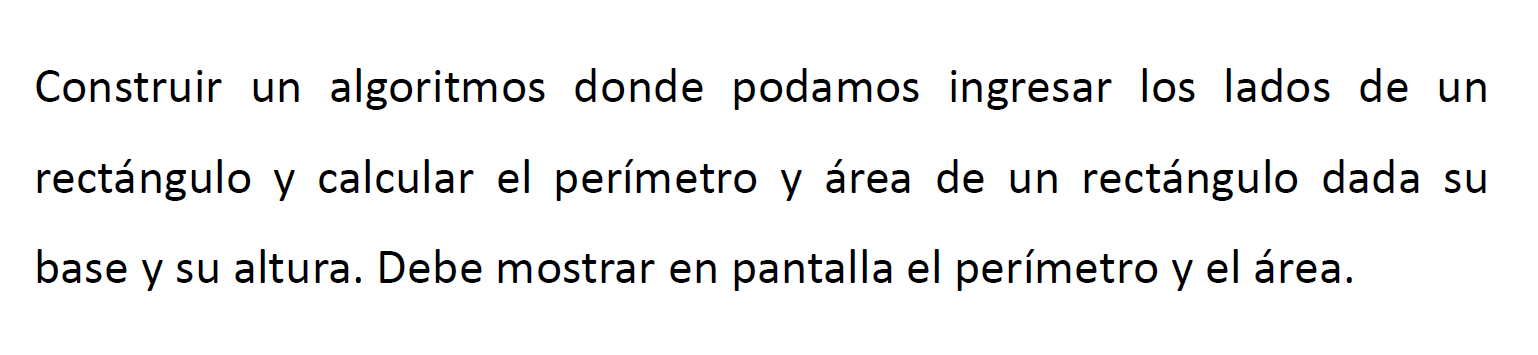 Construir un algoritmos donde podamos ingresar los lados de un
rectángulo y calcular el perímetro y área de un rectángulo dada su
base y su altura. Debe mostrar en pantalla el perímetro y el área.